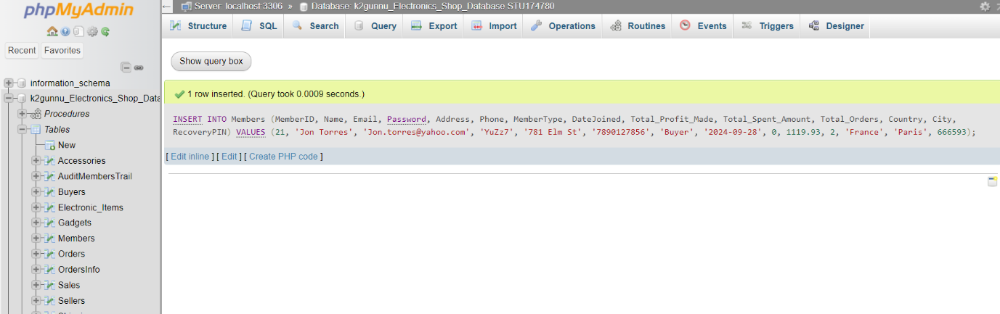 phpMyAdmin
Server: localhost:3306 » Database: k2gunnu_Electronics_Shop_Database STU174780
Structure SQL Search Query Export Import Operations Routines Events Triggers Designer
Recent Favorites
Show query box
information_schema
k2gunnu_Electronics_Shop_Data
1 row inserted. (Query took 0.0009 seconds.)
Procedures
INSERT INTO Members (MemberID, Name, Email, Password, Address, Phone, MemberType, DateJoined, Total_Profit_Made, Total_Spent_Amount, Total_Orders, Country, City,
RecoveryPIN) VALUES (21, 'Jon Torres', 'Jon.torres@yahoo.com', 'YuZz7', '781 Elm St', '7890127856', 'Buyer', '2024-09-28', 0, 1119.93, 2, 'France', 'Paris', 666593);
Tables
New
[ Edit inline ] [ Edit ] [ Create PHP code ]
Accessories
AuditMembersTrail
Buyers
Electronic_Items
Gadgets
Members
Orders
OrdersInfo
Sales
Sellers